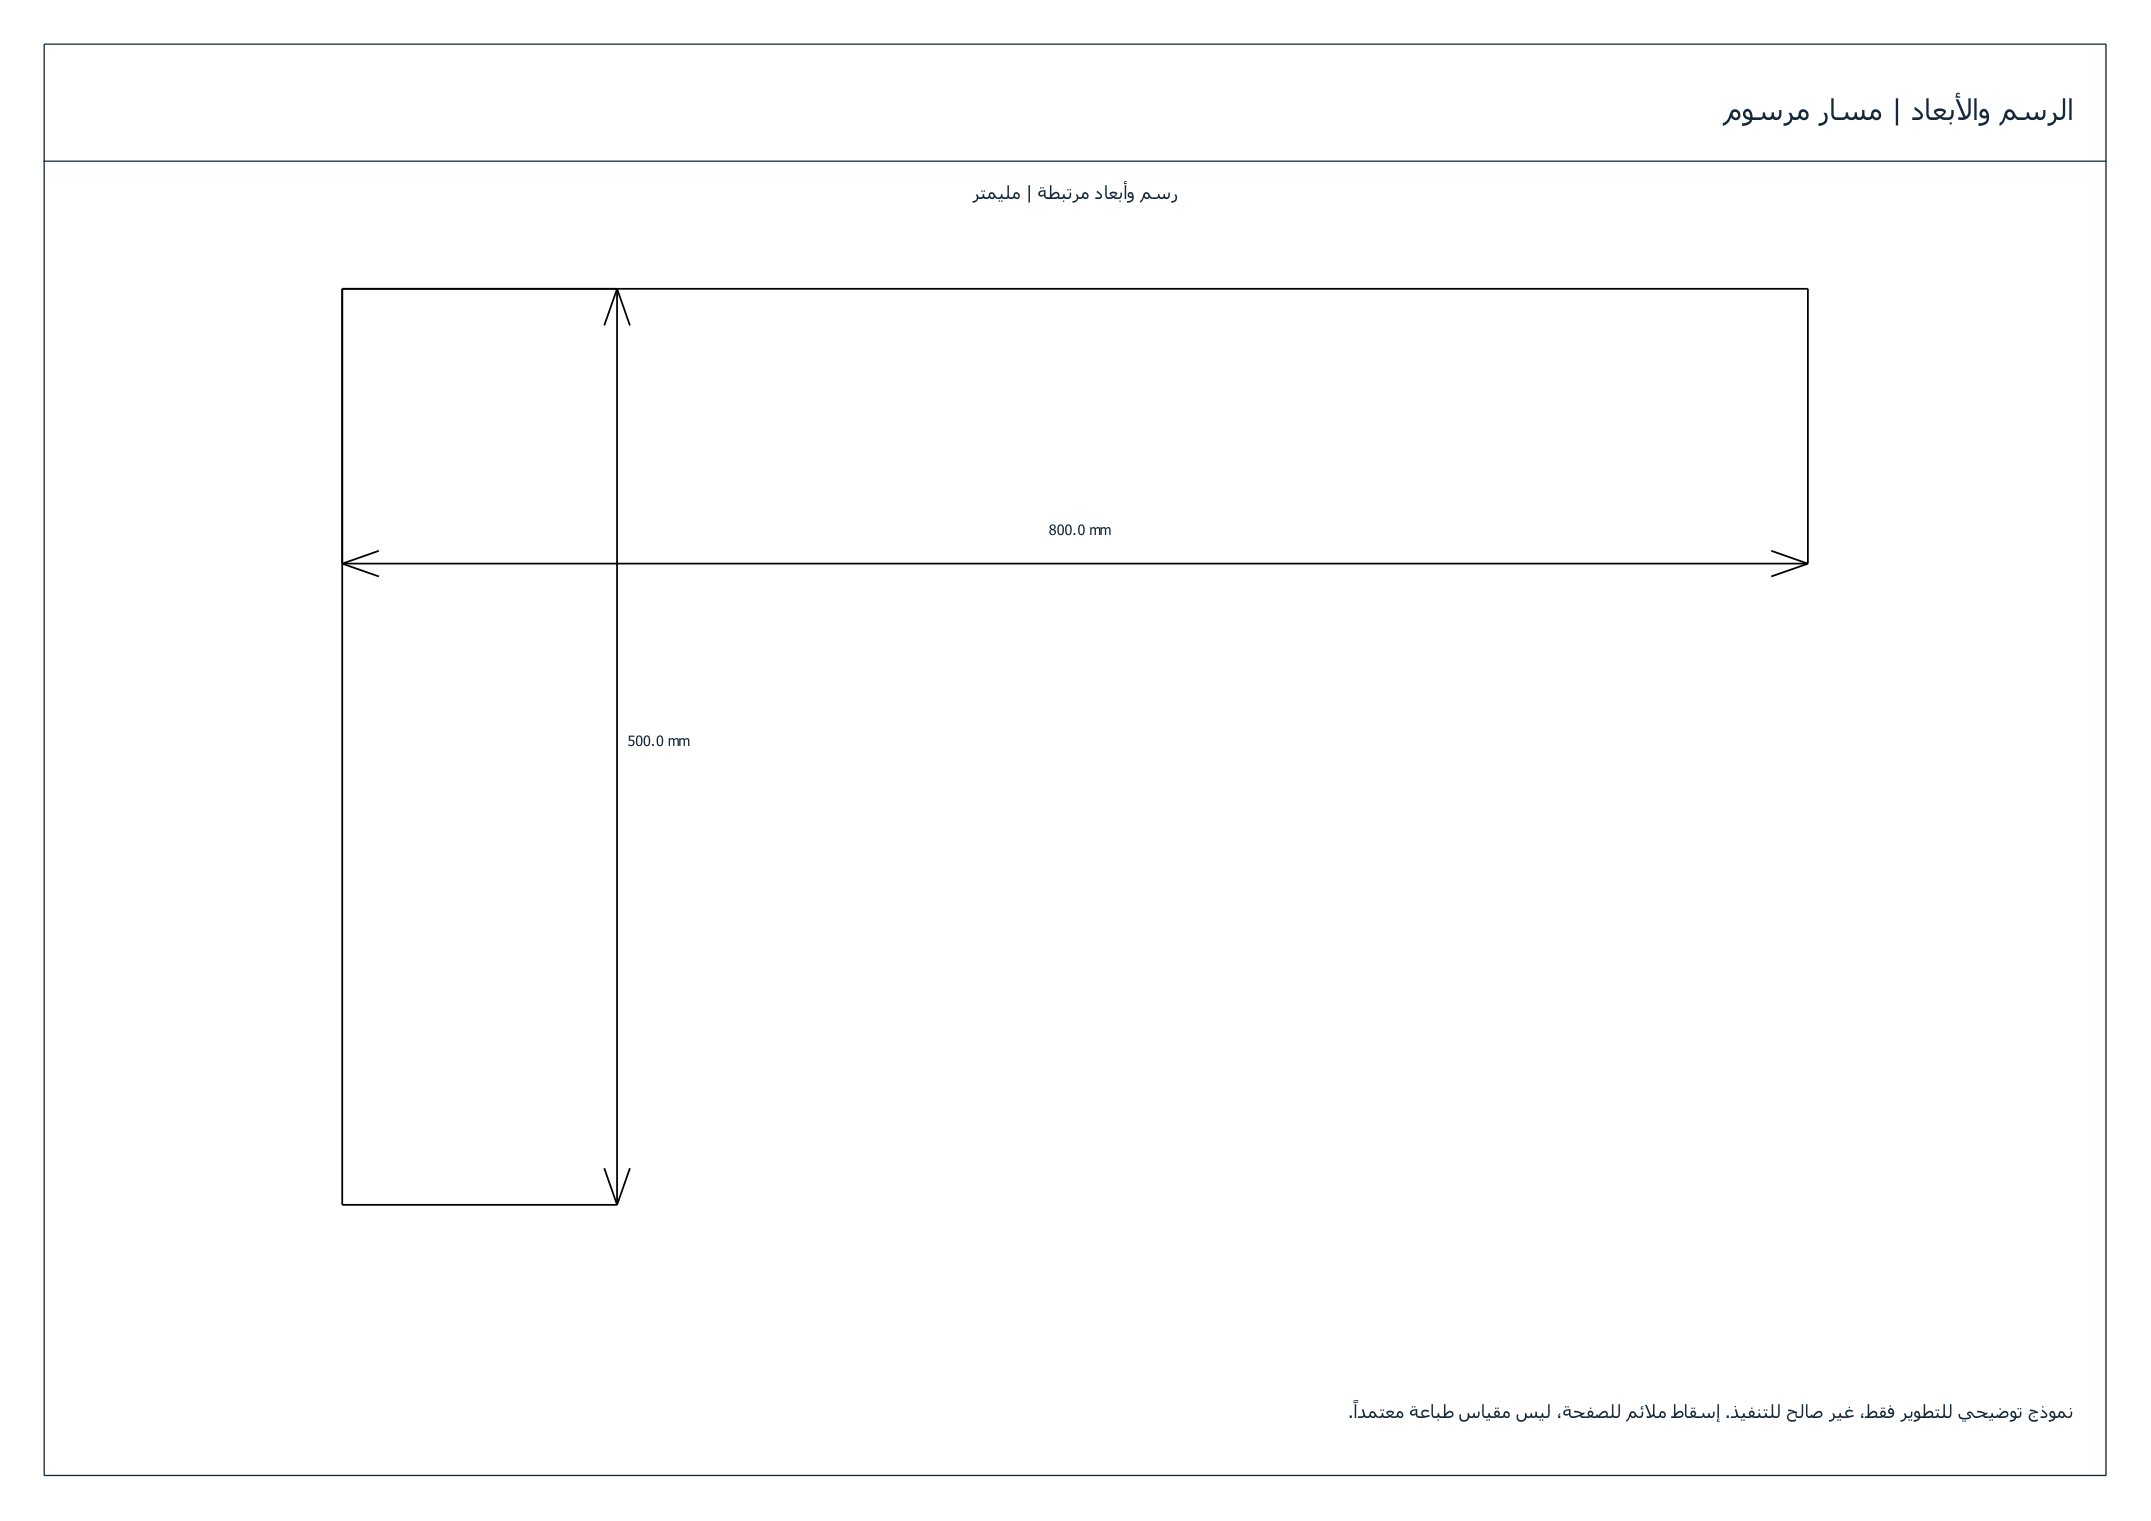 الرسم والأبعاد | مسار مرسوم
رسم وأبعاد مرتبطة | مليمتر
800.0 mm
500.0 mm
نموذج توضيحي للتطوير فقط، غير صالح للتنفيذ. إسقاط ملائم للصفحة، ليس مقياس طباعة معتمداً.